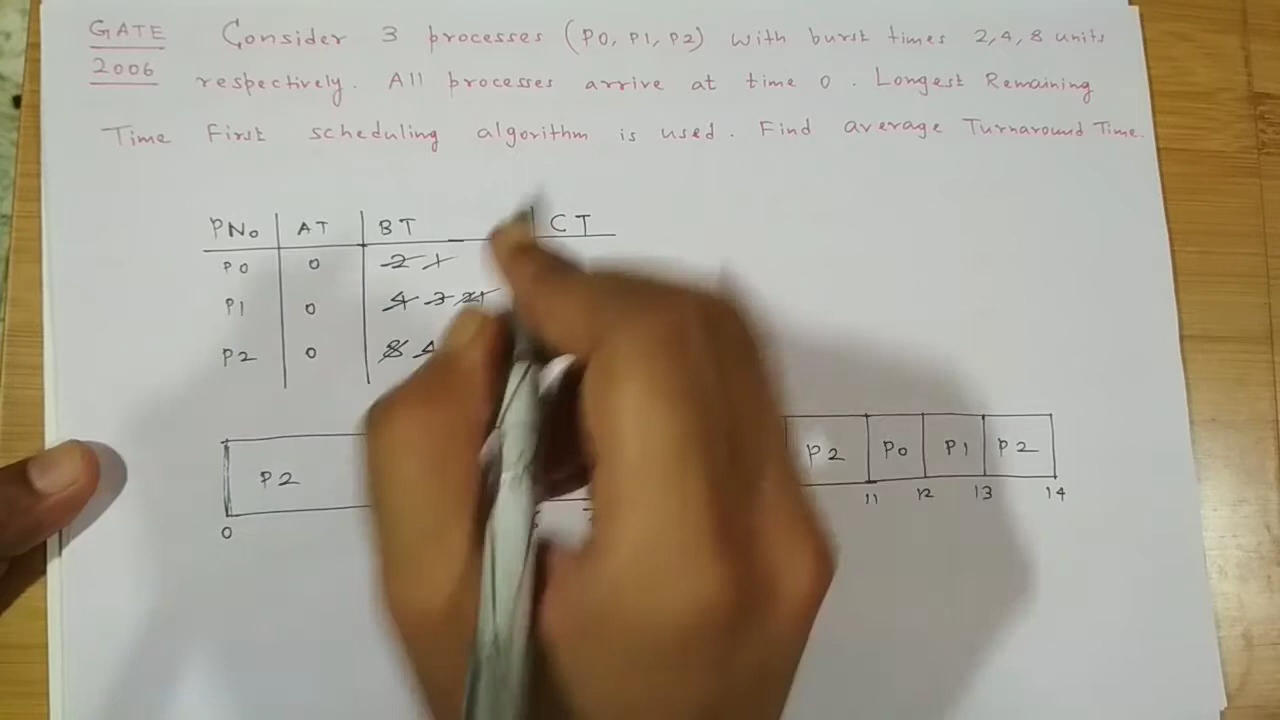 GATE Consider 3 processes (P0, P1, P2) with burst times 2, 4, 8 units
2006 respectively. All processes arrive at time 0. Longest Remaining
Time First scheduling algorithm is used. Find average Turnaround Time.
PNo AT BT CT
P0 0 2 1
P1 0 4 3 2 1
P2 0 8 4
P2 P2 P0 P1 P2
0 11 12 13 14